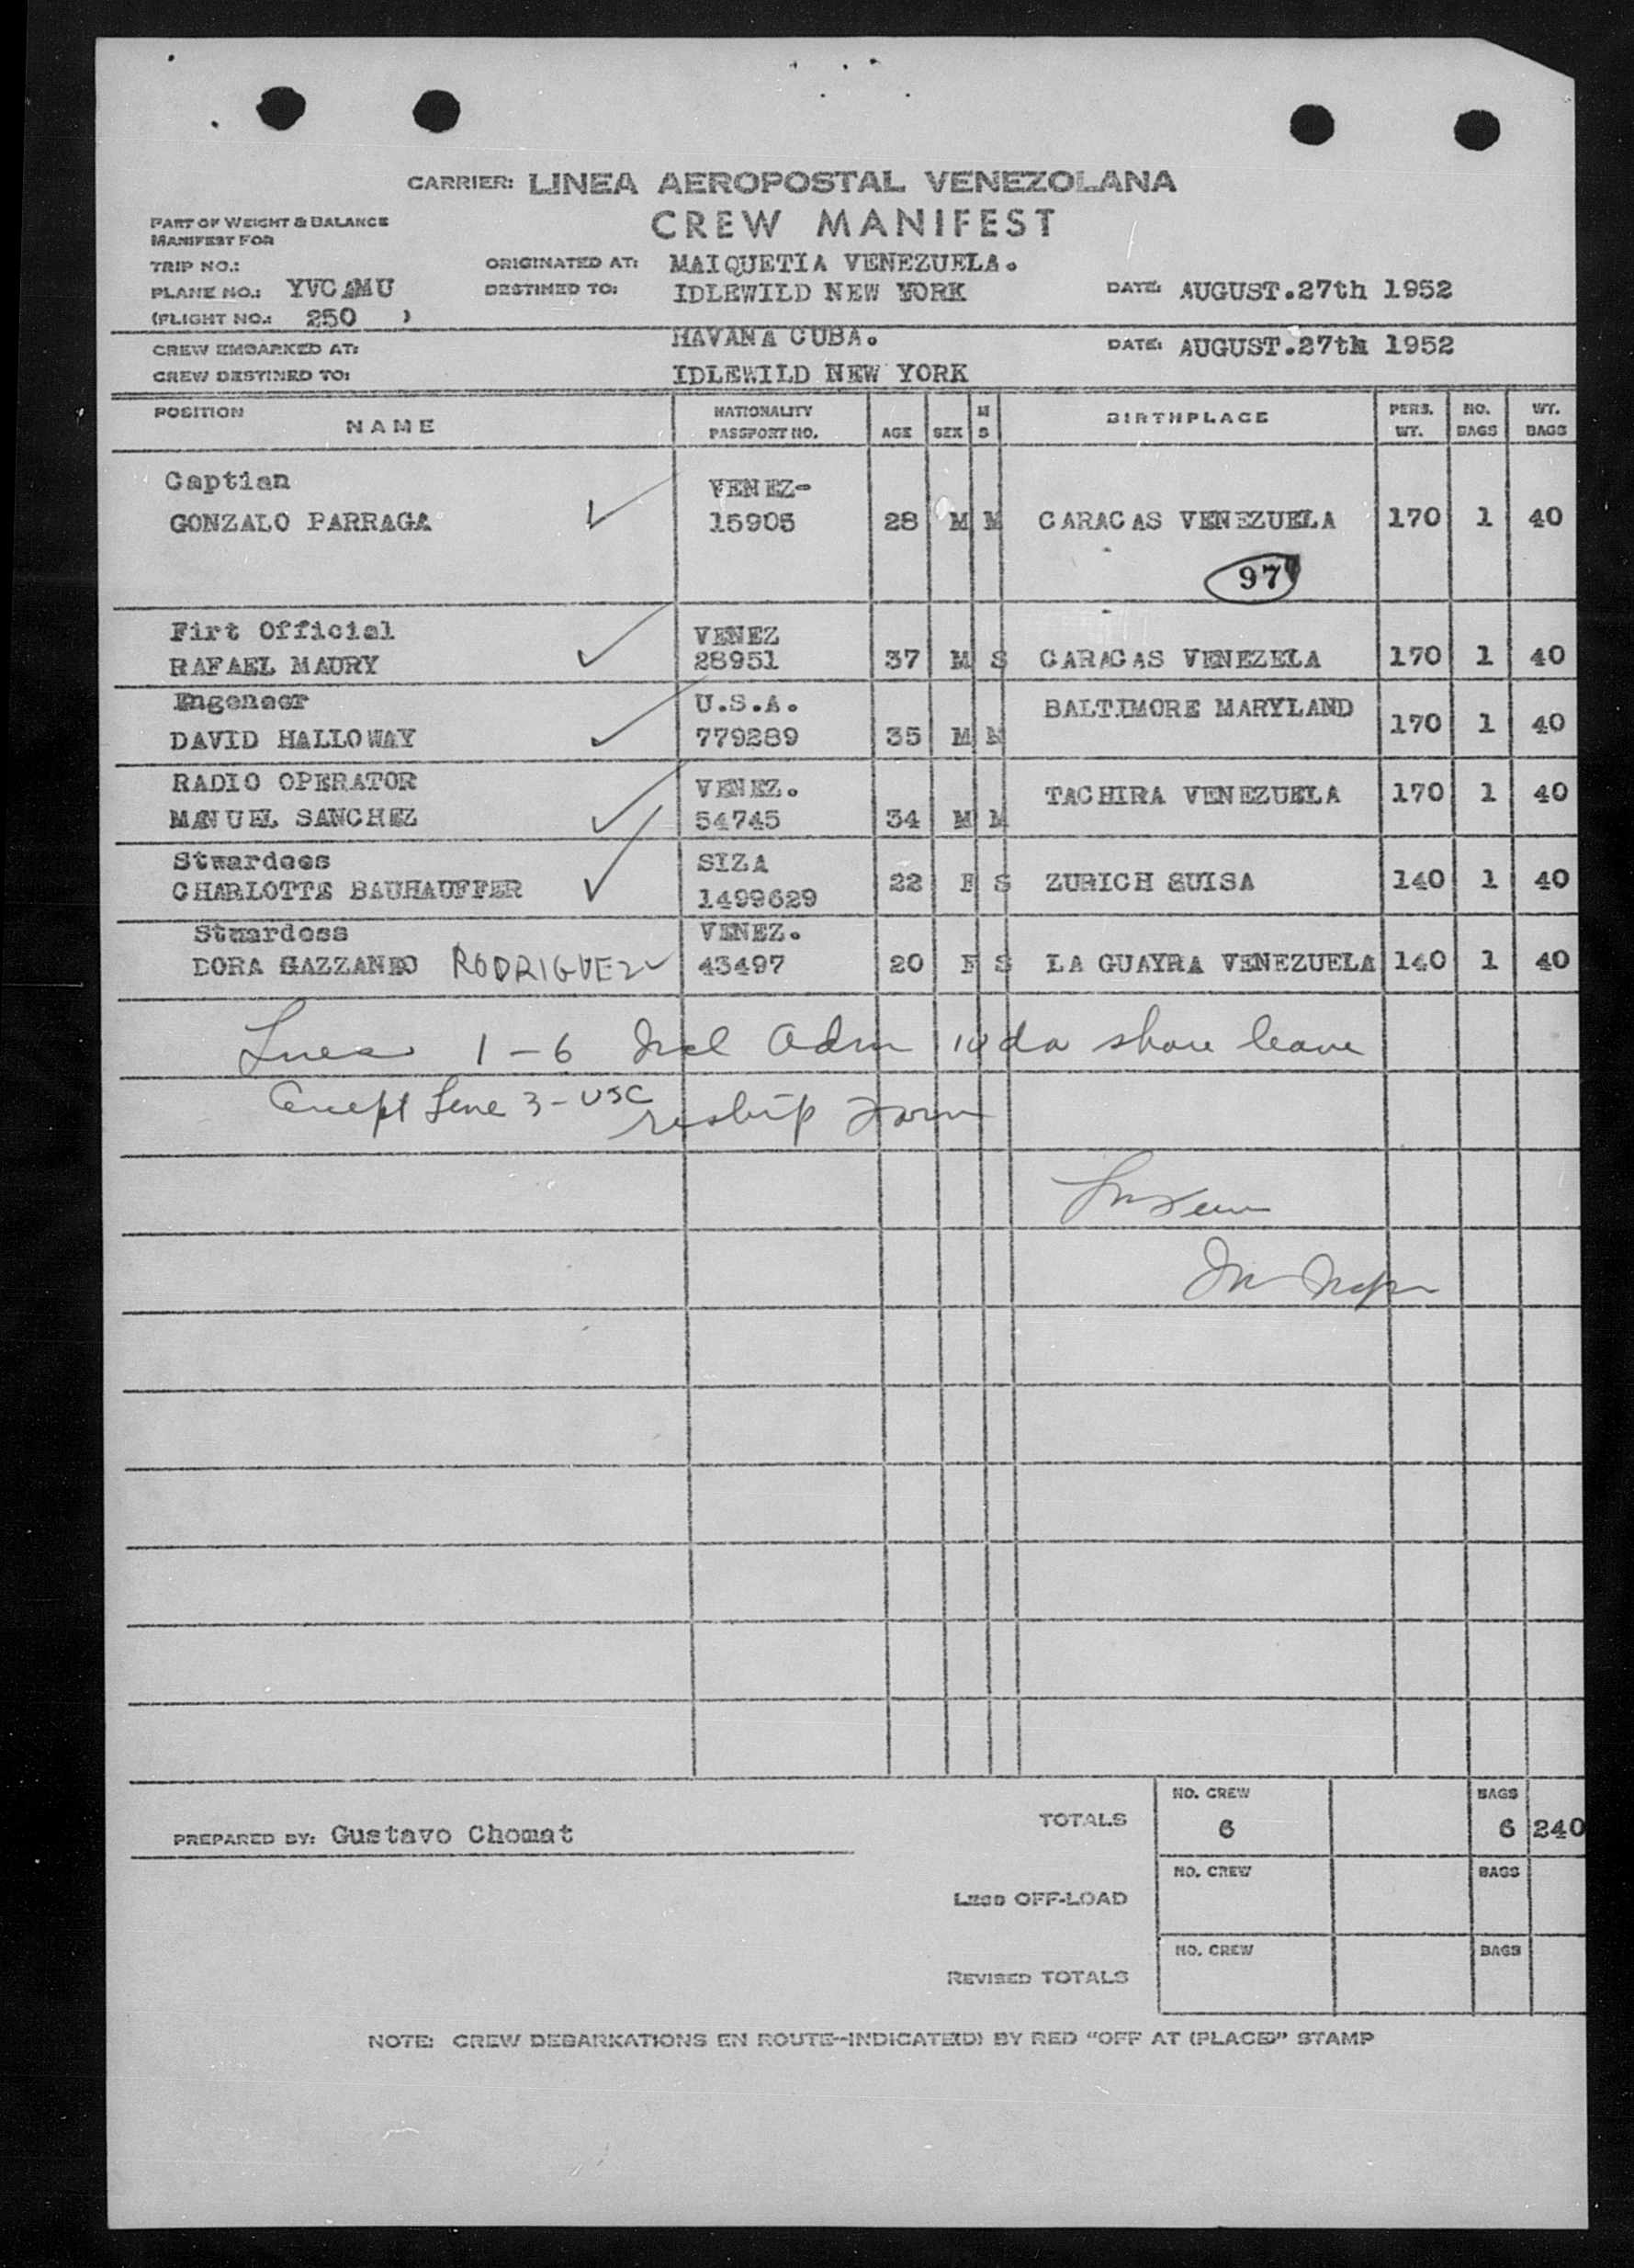 CARRIER: LINEA AEROPOSTAL VENEZOLANA
CREW MANIFEST
PART OF WEIGHT & BALANCE
MANIFEST FOR
TRIP NO.: ORIGINATED AT: MAIQUETIA VENEZUELA.
PLANE NO.: YVCAMU DESTINED TO: IDLEWILD NEW YORK DATE: AUGUST.27th 1952
(FLIGHT NO.: 250 )
CREW EMBARKED AT: HAVANA CUBA. DATE: AUGUST.27th 1952
CREW DESTINED TO: IDLEWILD NEW YORK
POSITION NAME NATIONALITY PASSPORT NO. AGE SEX M S BIRTHPLACE PERS. WT. NO. BAGS WT. BAGS
Captian VENEZ-
GONZALO PARRAGA 15905 28 M M CARACAS VENEZUELA 170 1 40
97
Firt Official VENEZ
RAFAEL MAURY 28951 37 M S CARACAS VENEZELA 170 1 40
Engeneer U.S.A. BALTIMORE MARYLAND
DAVID HALLOWAY 779289 35 M M 170 1 40
RADIO OPERATOR VENEZ. TACHIRA VENEZUELA 170 1 40
MANUEL SANCHEZ 54745 34 M M
Stwardees SIZA
CHARLOTTE BAUHAUFFER 1499629 22 F S ZURICH SUISA 140 1 40
Stwardess VENEZ.
DORA GAZZANEO RODRIGUEZ 43497 20 F S LA GUAYRA VENEZUELA 140 1 40
Lines 1-6 Incl Adm 10 da shore leave
Except Line 3-USC reship
NO. CREW BAGS
TOTALS 6 6 240
PREPARED BY: Gustavo Chomat
NO. CREW BAGS
LESS OFF-LOAD
NO. CREW BAGS
REVISED TOTALS
NOTE: CREW DEBARKATIONS EN ROUTE--INDICATE(D) BY RED "OFF AT (PLACE)" STAMP